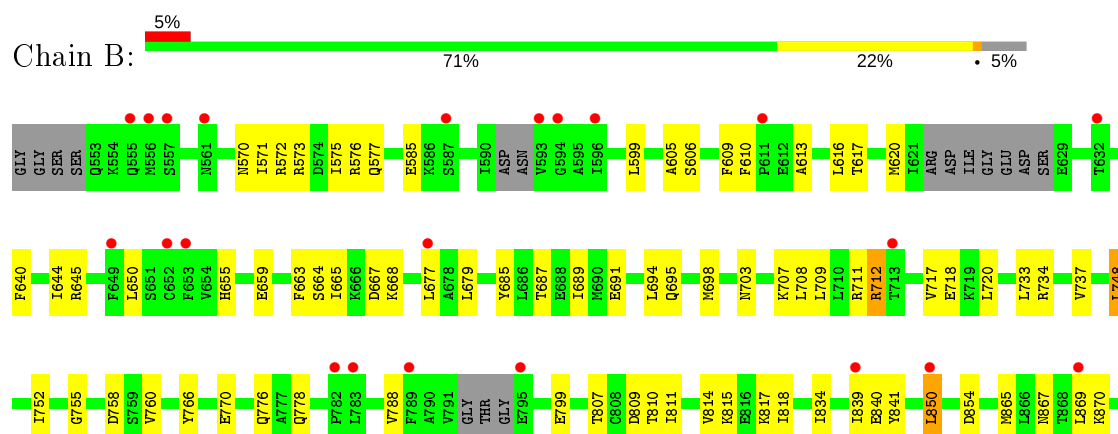 5%
Chain B:
71% 22% • 5%
GLY GLY SER SER Q553 K554 Q555 M556 S557 N561 N570 I571 R572 R573 D574 I575 R576 Q577 E585 K586 S587 I590 ASP ASN V593 G594 A595 I596 L599 A605 S606 F609 F610 P611 E612 A613 L616 T617 M620 I621 ARG ASP ILE GLY GLU ASP SER E629 T632
F640 I644 R645 F649 L650 S651 C652 F653 V654 H655 E659 F663 S664 I665 K666 D667 K668 L677 A678 L679 Y685 L686 T687 E688 I689 M690 E691 L694 Q695 M698 N703 K707 L708 L709 L710 R711 R712 T713 V717 E718 K719 L720 L733 R734 V737 L748
I752 G755 D758 S759 V760 Y766 E770 Q776 A777 Q778 P782 L783 V788 F789 A790 V791 GLY THR GLY E795 E799 T807 C808 D809 T810 I811 V814 K815 E816 K817 I818 I834 I839 E840 Y841 L850 D854 M865 L866 N867 T868 L869 K870